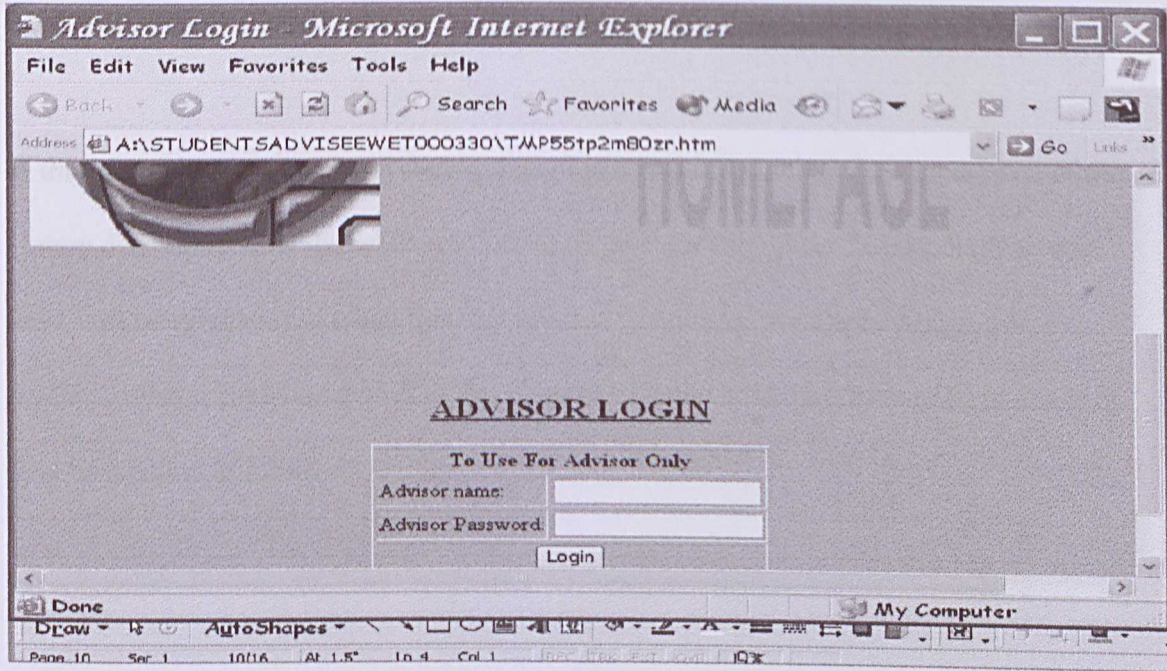 Advisor Login - Microsoft Internet Explorer
File Edit View Favorites Tools Help
Back Search Favorites Media
Address A:\STUDENTSADVISEEWET000330\TMP55tp2m80zr.htm Go Links »
HOMEPAGE
ADVISOR LOGIN
To Use For Advisor Only
Advisor name:
Advisor Password:
Login
Done My Computer
Draw AutoShapes
Page 10 Sec 1 10/16 At 1.5" Ln 4 Col 1